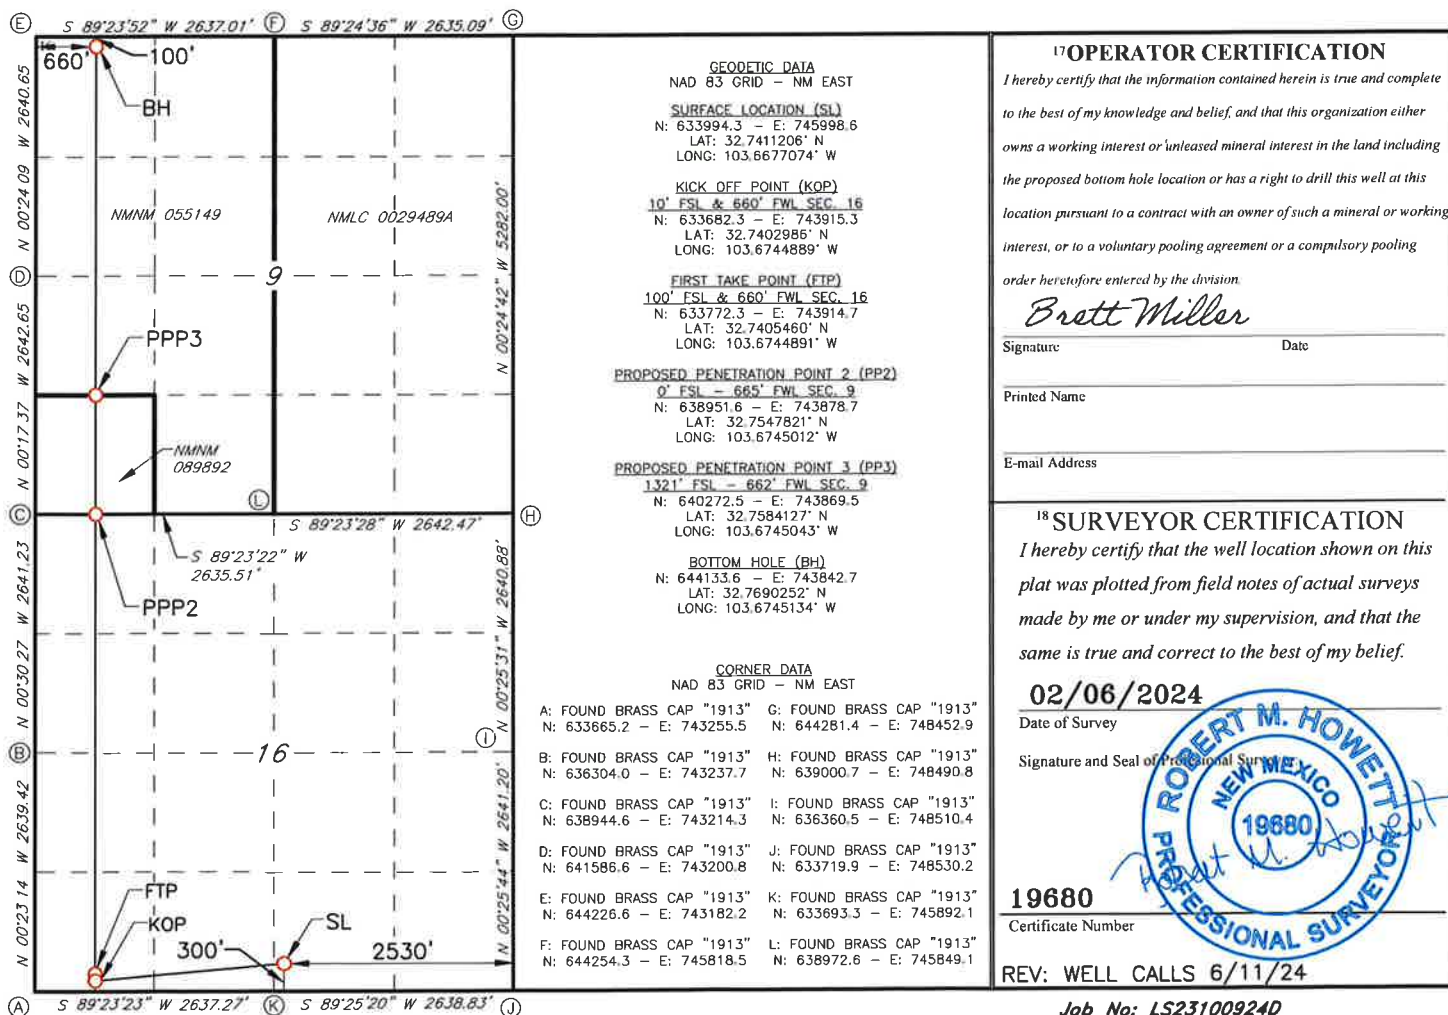 E S 89°23'52" W 2637.01' F S 89°24'36" W 2635.09' G
660' 100'
BH
N 00°24'09 W 2640.65
NMNM 055149
NMLC 0029489A
N 00°24'42" W 5282.00'
D
9
W 2642.65
PPP3
N 00°17'37
NMNM
089892
L
C
S 89°23'28" W 2642.47'
H
S 89°23'22" W
2635.51'
PPP2
W 2641.23
N 00°30'27
N 00°25'31" W 2640.88'
B
16
I
N 00°23'14 W 2639.42
N 00°25'44" W 2641.20'
FTP
KOP
SL
300' 2530'
A S 89°23'23" W 2637.27' K S 89°25'20" W 2638.83' J
GEODETIC DATA
NAD 83 GRID – NM EAST
SURFACE LOCATION (SL)
N: 633994.3 – E: 745998.6
LAT: 32.7411206° N
LONG: 103.6677074° W
KICK OFF POINT (KOP)
10' FSL & 660' FWL SEC. 16
N: 633682.3 – E: 743915.3
LAT: 32.7402986° N
LONG: 103.6744889° W
FIRST TAKE POINT (FTP)
100' FSL & 660' FWL SEC. 16
N: 633772.3 – E: 743914.7
LAT: 32.7405460° N
LONG: 103.6744891° W
PROPOSED PENETRATION POINT 2 (PP2)
0' FSL – 665' FWL SEC. 9
N: 638951.6 – E: 743878.7
LAT: 32.7547821° N
LONG: 103.6745012° W
PROPOSED PENETRATION POINT 3 (PP3)
1321' FSL – 662' FWL SEC. 9
N: 640272.5 – E: 743869.5
LAT: 32.7584127° N
LONG: 103.6745043° W
BOTTOM HOLE (BH)
N: 644133.6 – E: 743842.7
LAT: 32.7690252° N
LONG: 103.6745134° W
CORNER DATA
NAD 83 GRID – NM EAST
A: FOUND BRASS CAP "1913"
N: 633665.2 – E: 743255.5
B: FOUND BRASS CAP "1913"
N: 636304.0 – E: 743237.7
C: FOUND BRASS CAP "1913"
N: 638944.6 – E: 743214.3
D: FOUND BRASS CAP "1913"
N: 641586.6 – E: 743200.8
E: FOUND BRASS CAP "1913"
N: 644226.6 – E: 743182.2
F: FOUND BRASS CAP "1913"
N: 644254.3 – E: 745818.5
G: FOUND BRASS CAP "1913"
N: 644281.4 – E: 748452.9
H: FOUND BRASS CAP "1913"
N: 639000.7 – E: 748490.8
I: FOUND BRASS CAP "1913"
N: 636360.5 – E: 748510.4
J: FOUND BRASS CAP "1913"
N: 633719.9 – E: 748530.2
K: FOUND BRASS CAP "1913"
N: 633693.3 – E: 745892.1
L: FOUND BRASS CAP "1913"
N: 638972.6 – E: 745849.1
17 OPERATOR CERTIFICATION
I hereby certify that the information contained herein is true and complete
to the best of my knowledge and belief, and that this organization either
owns a working interest or unleased mineral interest in the land including
the proposed bottom hole location or has a right to drill this well at this
location pursuant to a contract with an owner of such a mineral or working
interest, or to a voluntary pooling agreement or a compulsory pooling
order heretofore entered by the division.
Brett Miller
Signature Date
Printed Name
E-mail Address
18 SURVEYOR CERTIFICATION
I hereby certify that the well location shown on this
plat was plotted from field notes of actual surveys
made by me or under my supervision, and that the
same is true and correct to the best of my belief.
02/06/2024
Date of Survey
Signature and Seal of Professional Surveyor
ROBERT M. HOWETT
NEW MEXICO
19680
PROFESSIONAL SURVEYOR
Robert M. Howett
19680
Certificate Number
REV: WELL CALLS 6/11/24
Job No: LS23100924D